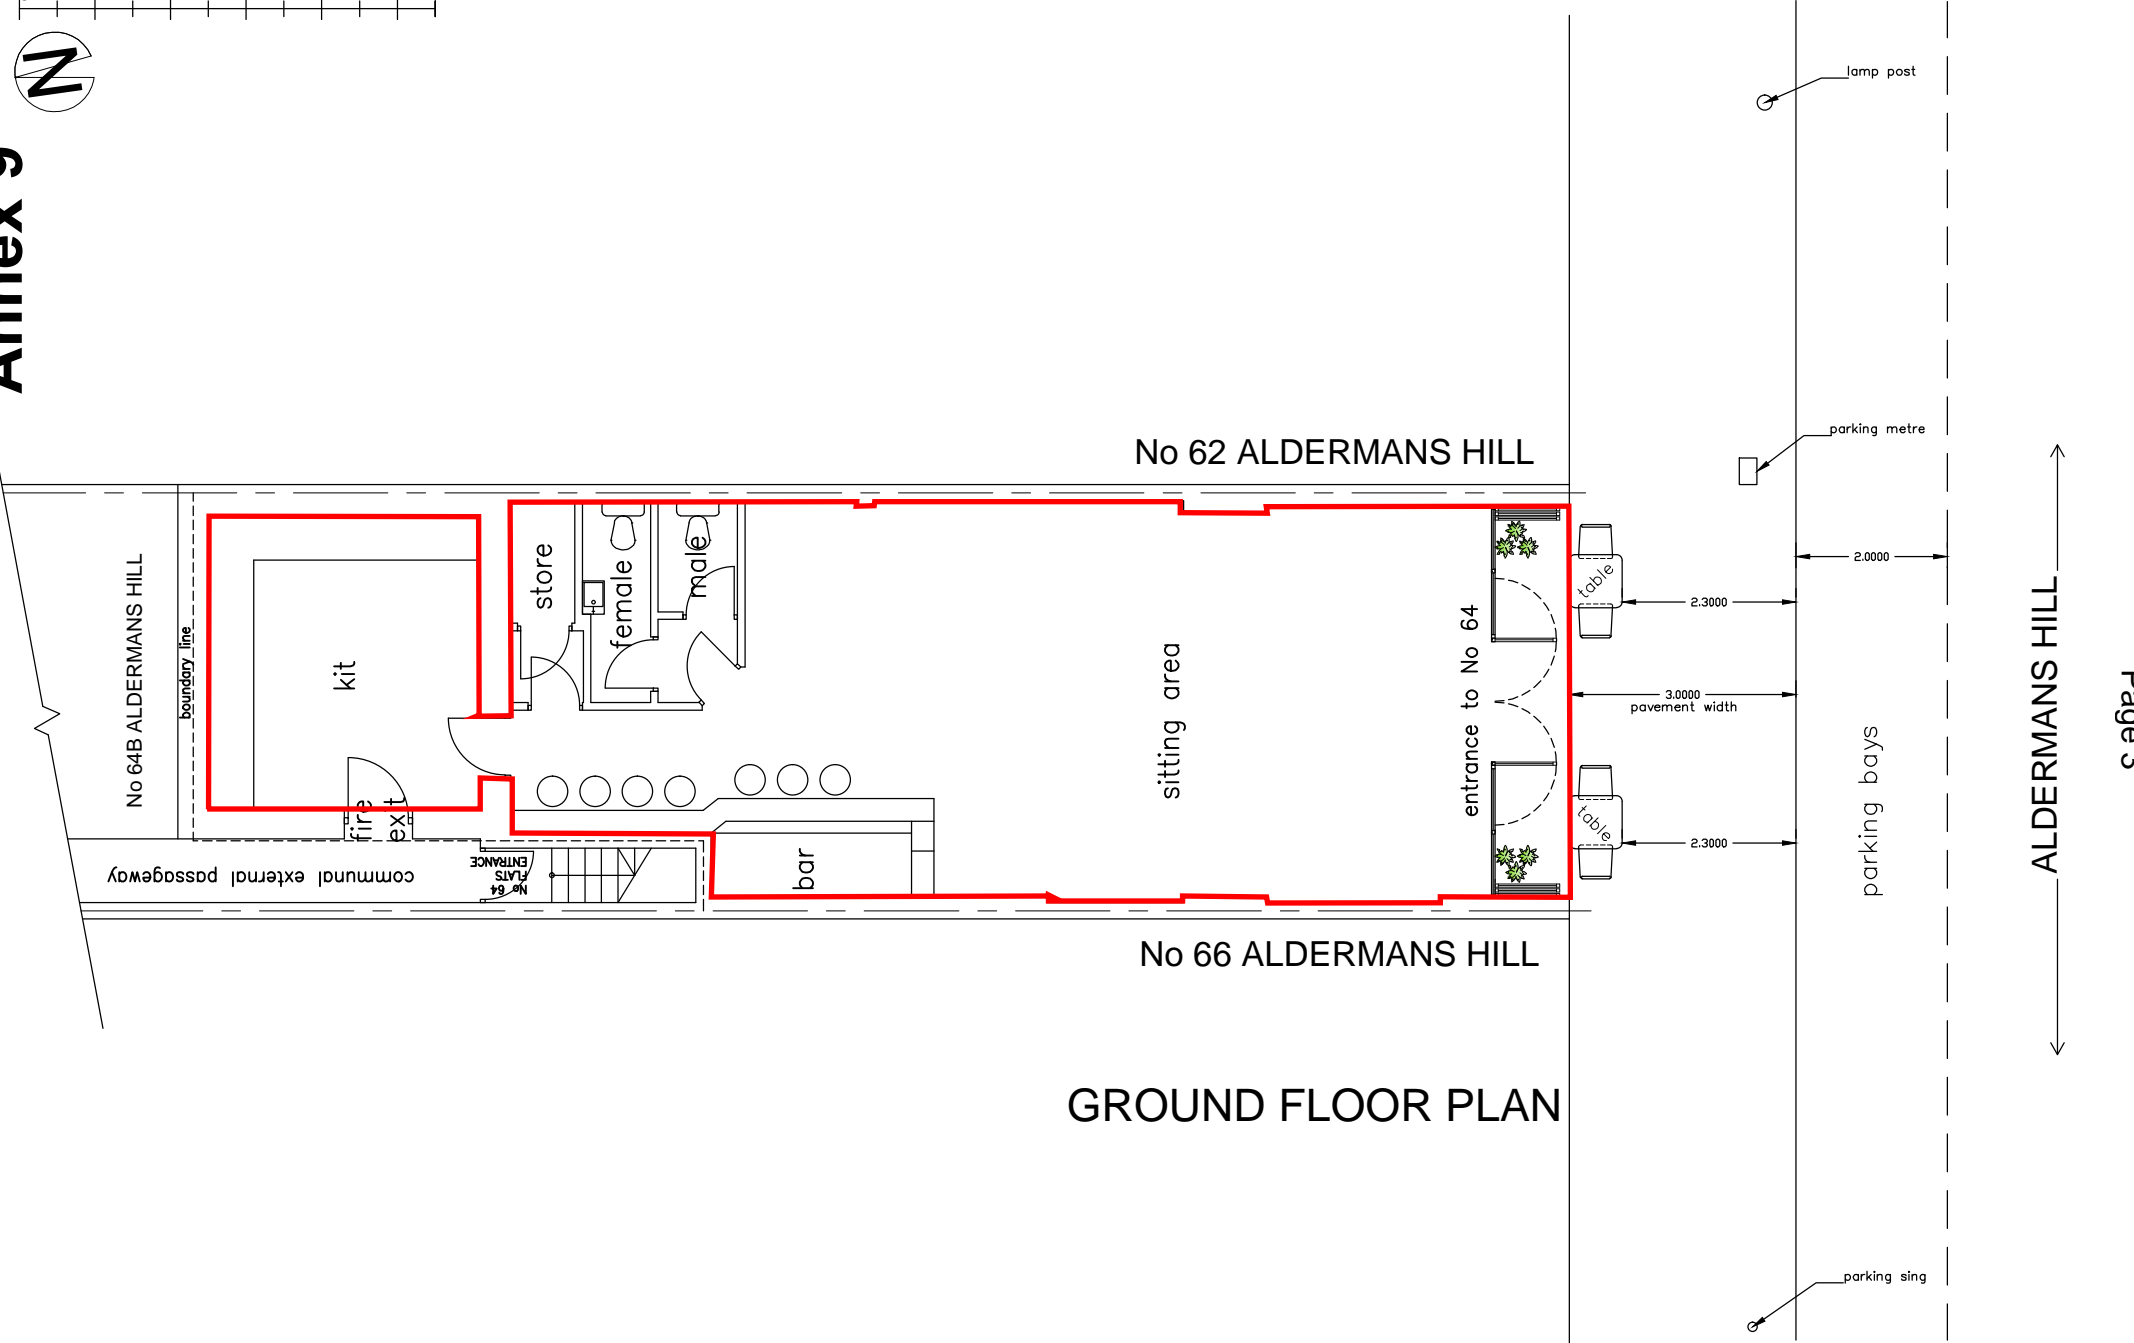 N
Annex 9
lamp post
parking metre
No 62 ALDERMANS HILL
No 64B ALDERMANS HILL
boundary line
kit
store
female
male
sitting area
entrance to No 64
table
table
2.0000
2.3000
3.0000
pavement width
2.3000
parking bays
ALDERMANS HILL
Page 3
fire
ext
bar
communal external passageway
No 64
FLATS
ENTRANCE
No 66 ALDERMANS HILL
GROUND FLOOR PLAN
parking sing